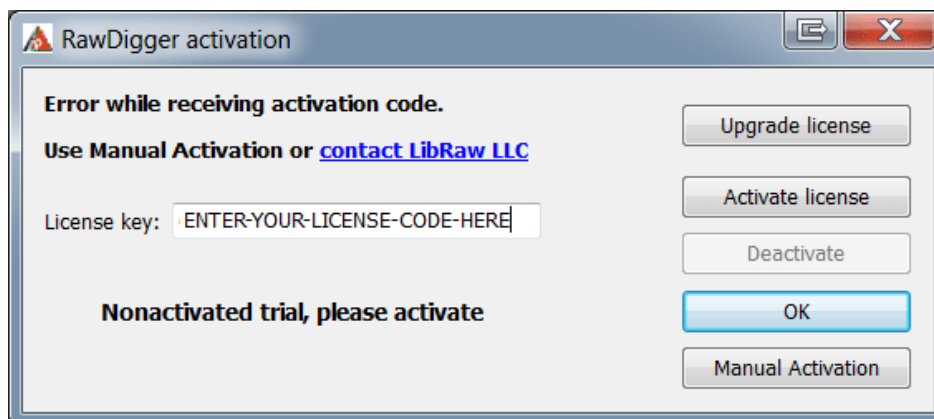 RawDigger activation
Error while receiving activation code.
Use Manual Activation or contact LibRaw LLC
License key: ENTER-YOUR-LICENSE-CODE-HERE
Nonactivated trial, please activate
Upgrade license
Activate license
Deactivate
OK
Manual Activation